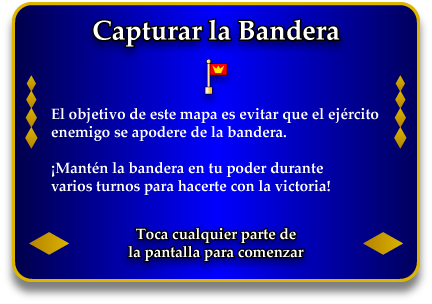 Capturar la Bandera
El objetivo de este mapa es evitar que el ejército
enemigo se apodere de la bandera.
¡Mantén la bandera en tu poder durante
varios turnos para hacerte con la victoria!
Toca cualquier parte de
la pantalla para comenzar